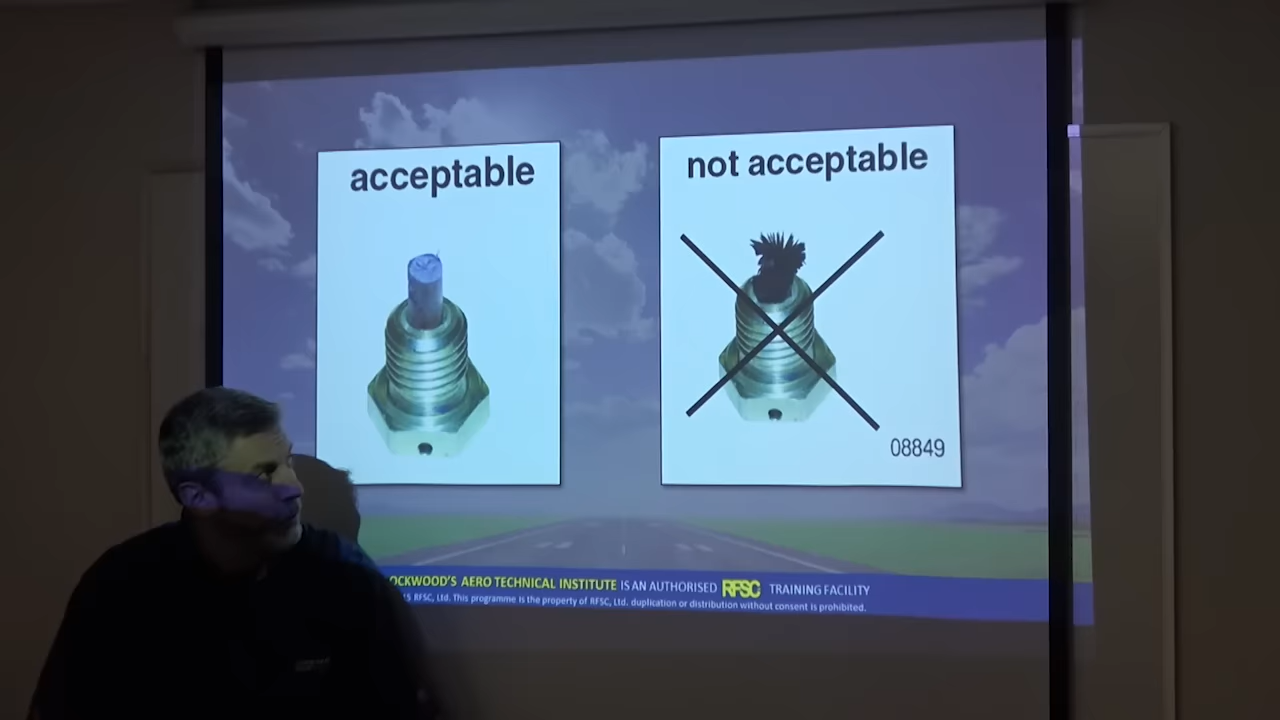 acceptable
not acceptable
08849
OCKWOOD'S AERO TECHNICAL INSTITUTE IS AN AUTHORISED RFSC TRAINING FACILITY
5 RFSC, Ltd. This programme is the property of RFSC, Ltd. duplication or distribution without consent is prohibited.